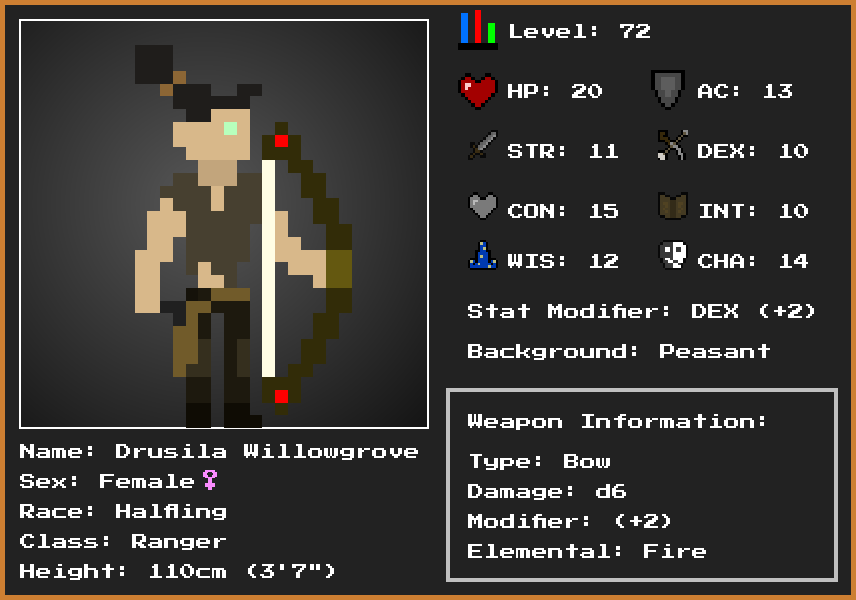 Level: 72
HP: 20 AC: 13
STR: 11 DEX: 10
CON: 15 INT: 10
WIS: 12 CHA: 14
Stat Modifier: DEX (+2)
Background: Peasant
Weapon Information:
Type: Bow
Damage: d6
Modifier: (+2)
Elemental: Fire
Name: Drusila Willowgrove
Sex: Female♀
Race: Halfling
Class: Ranger
Height: 110cm (3'7")